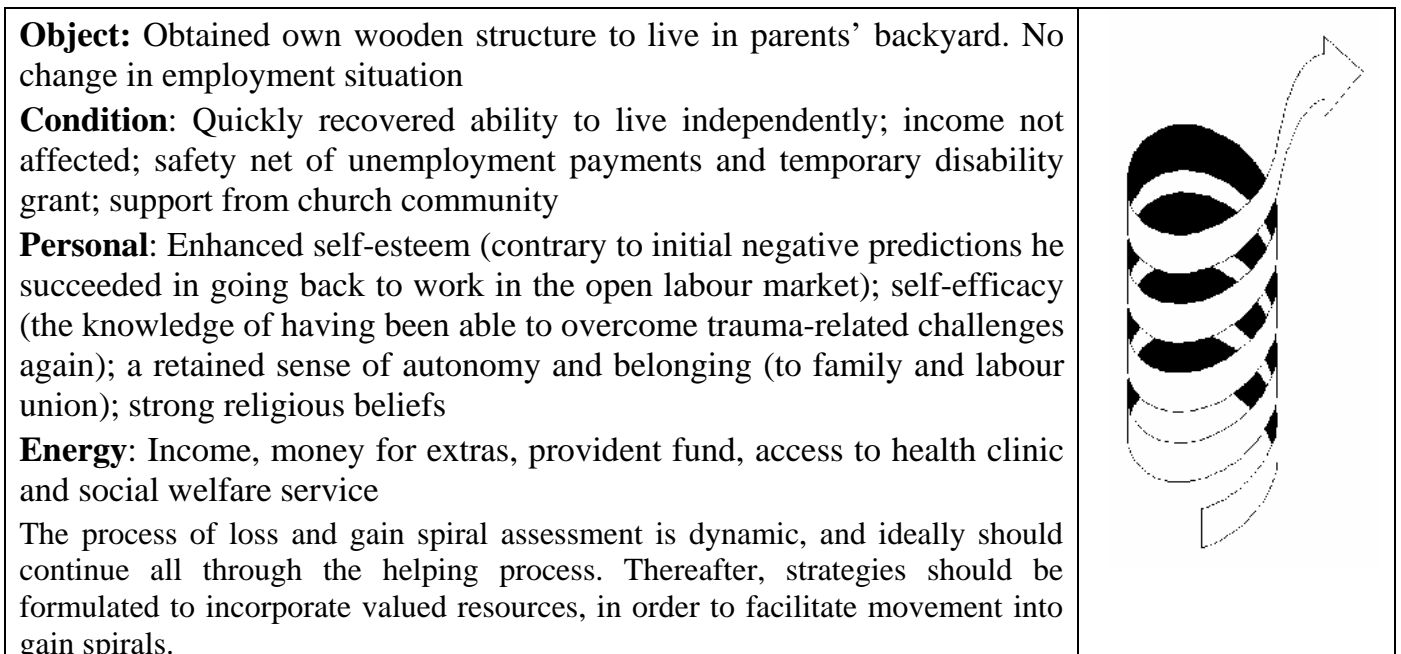 Object: Obtained own wooden structure to live in parents’ backyard. No
change in employment situation
Condition: Quickly recovered ability to live independently; income not
affected; safety net of unemployment payments and temporary disability
grant; support from church community
Personal: Enhanced self-esteem (contrary to initial negative predictions he
succeeded in going back to work in the open labour market); self-efficacy
(the knowledge of having been able to overcome trauma-related challenges
again); a retained sense of autonomy and belonging (to family and labour
union); strong religious beliefs
Energy: Income, money for extras, provident fund, access to health clinic
and social welfare service
The process of loss and gain spiral assessment is dynamic, and ideally should
continue all through the helping process. Thereafter, strategies should be
formulated to incorporate valued resources, in order to facilitate movement into
gain spirals.